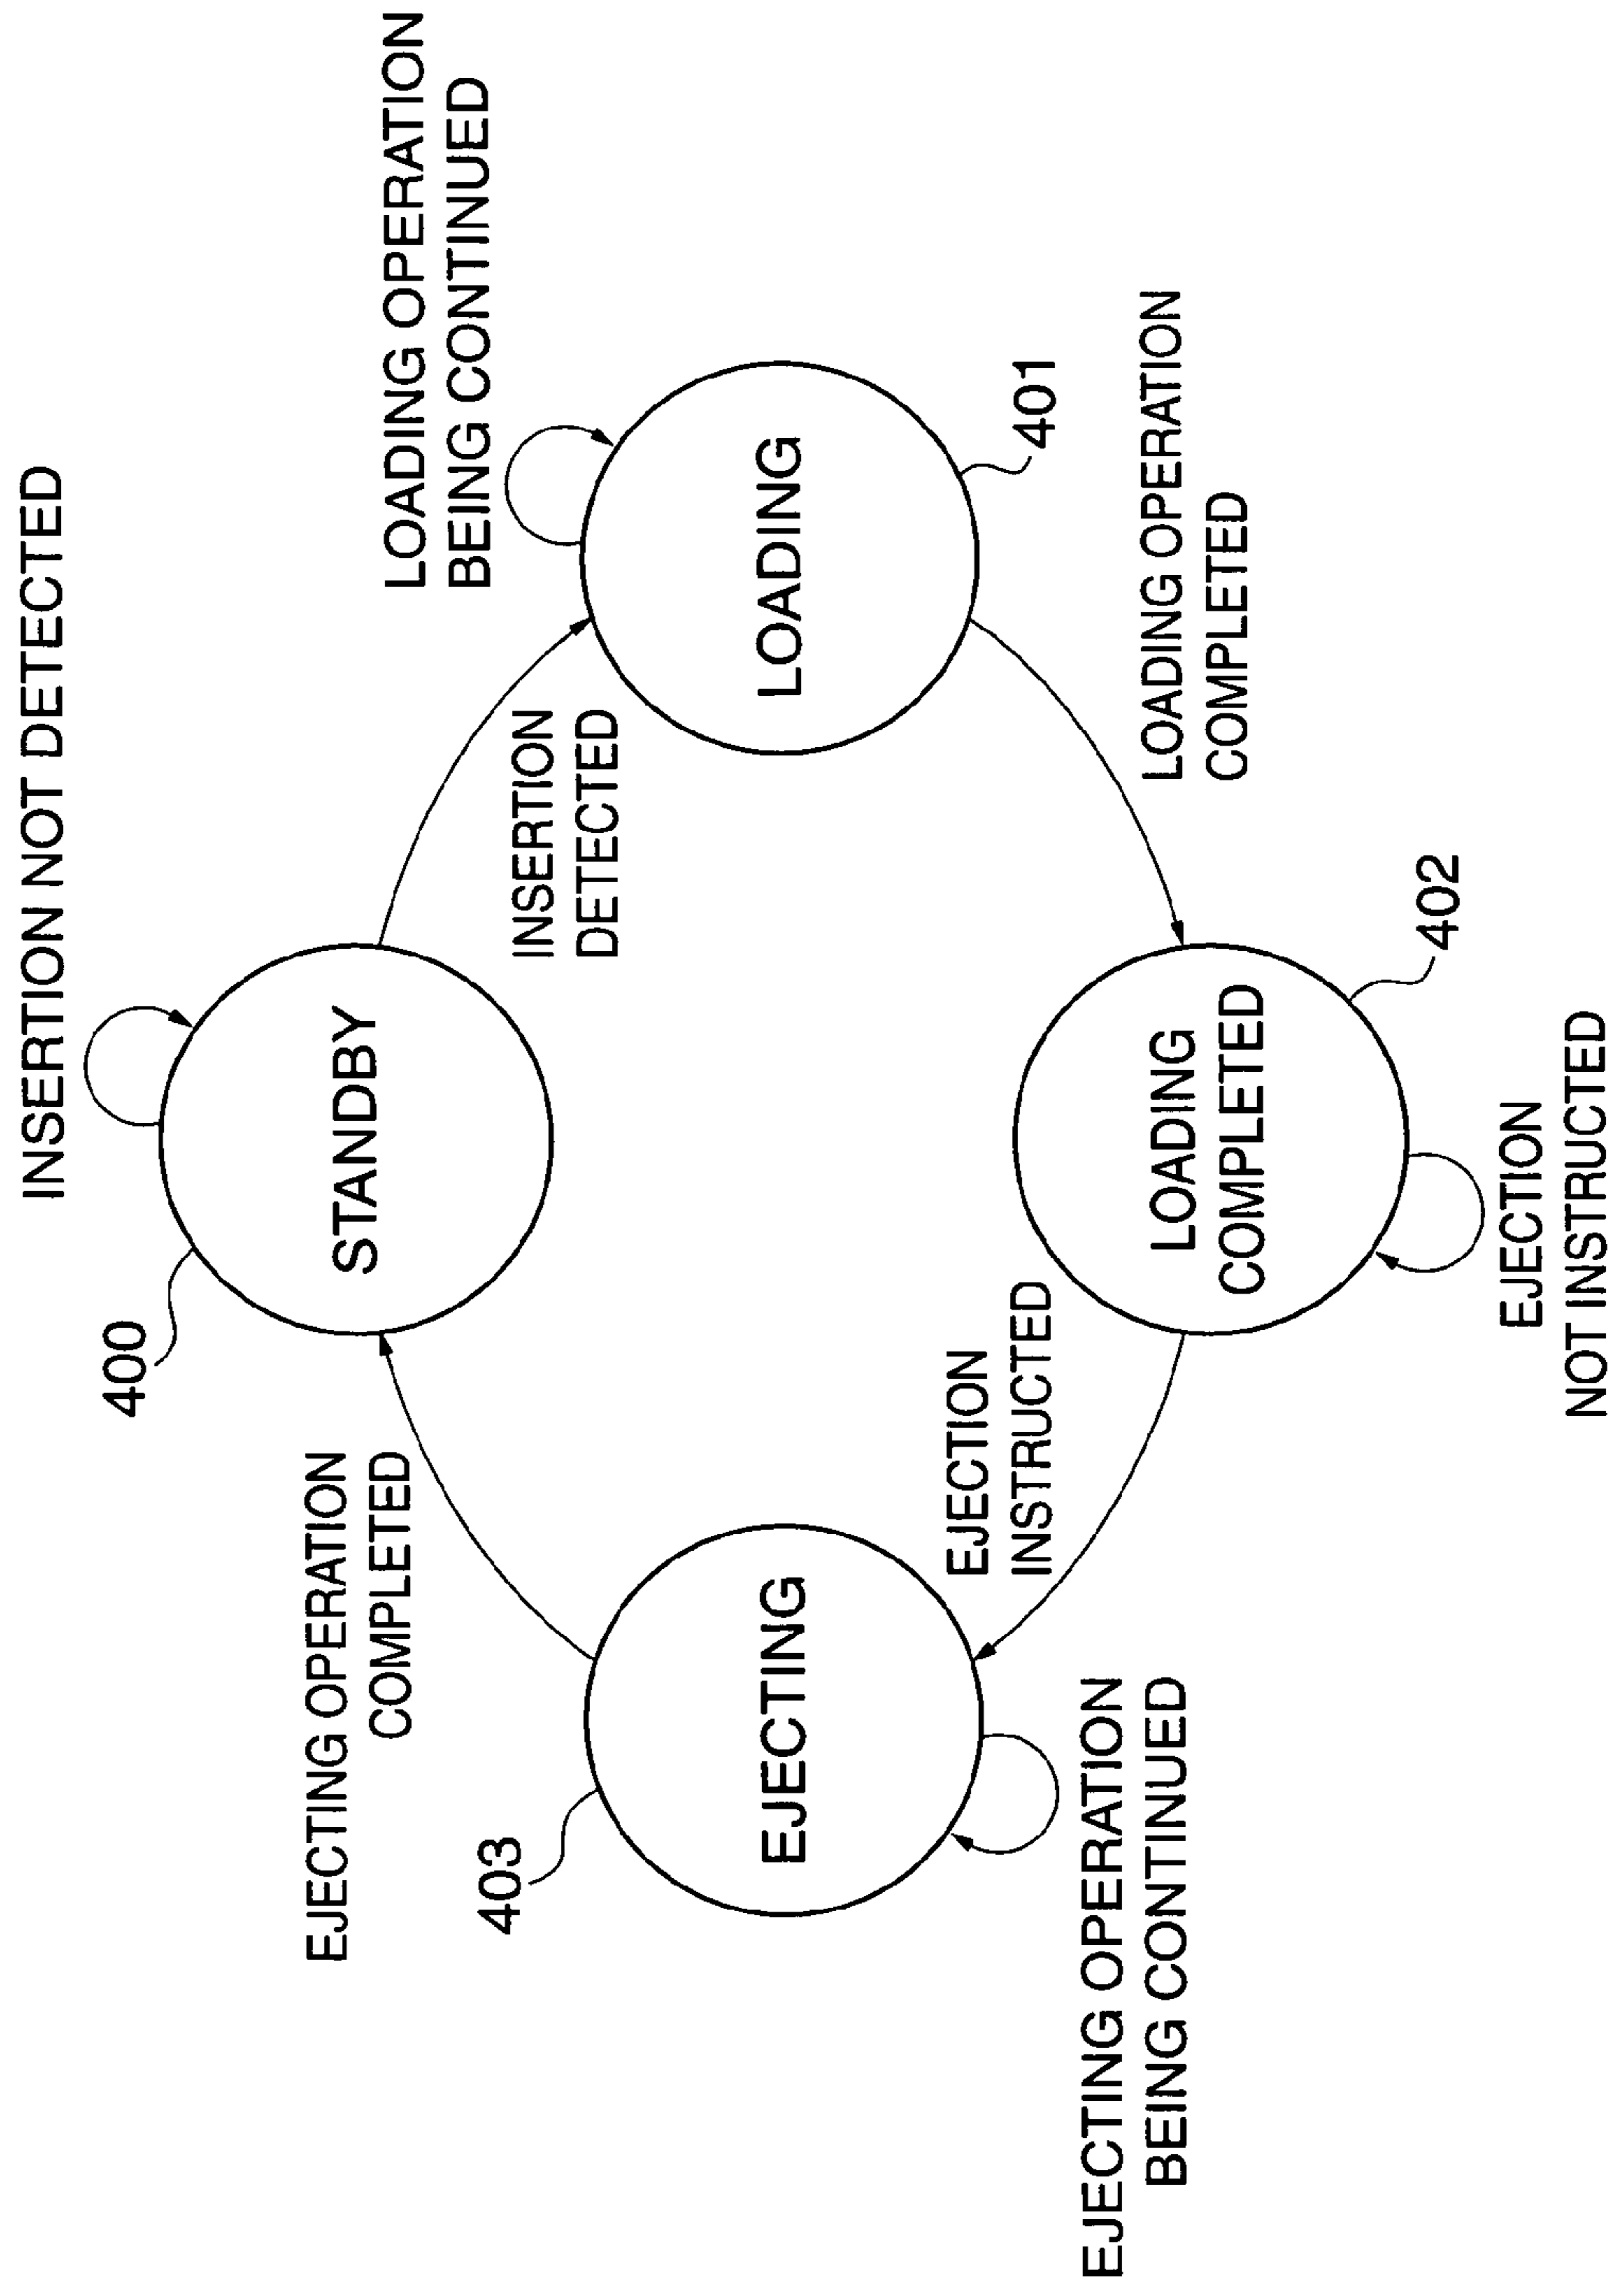 INSERTION NOT DETECTED
400
STANDBY
EJECTING OPERATION
COMPLETED
LOADING OPERATION
BEING CONTINUED
INSERTION
DETECTED
403
EJECTING
LOADING
401
EJECTION
INSTRUCTED
LOADING OPERATION
COMPLETED
LOADING
COMPLETED
402
EJECTING OPERATION
BEING CONTINUED
EJECTION
NOT INSTRUCTED